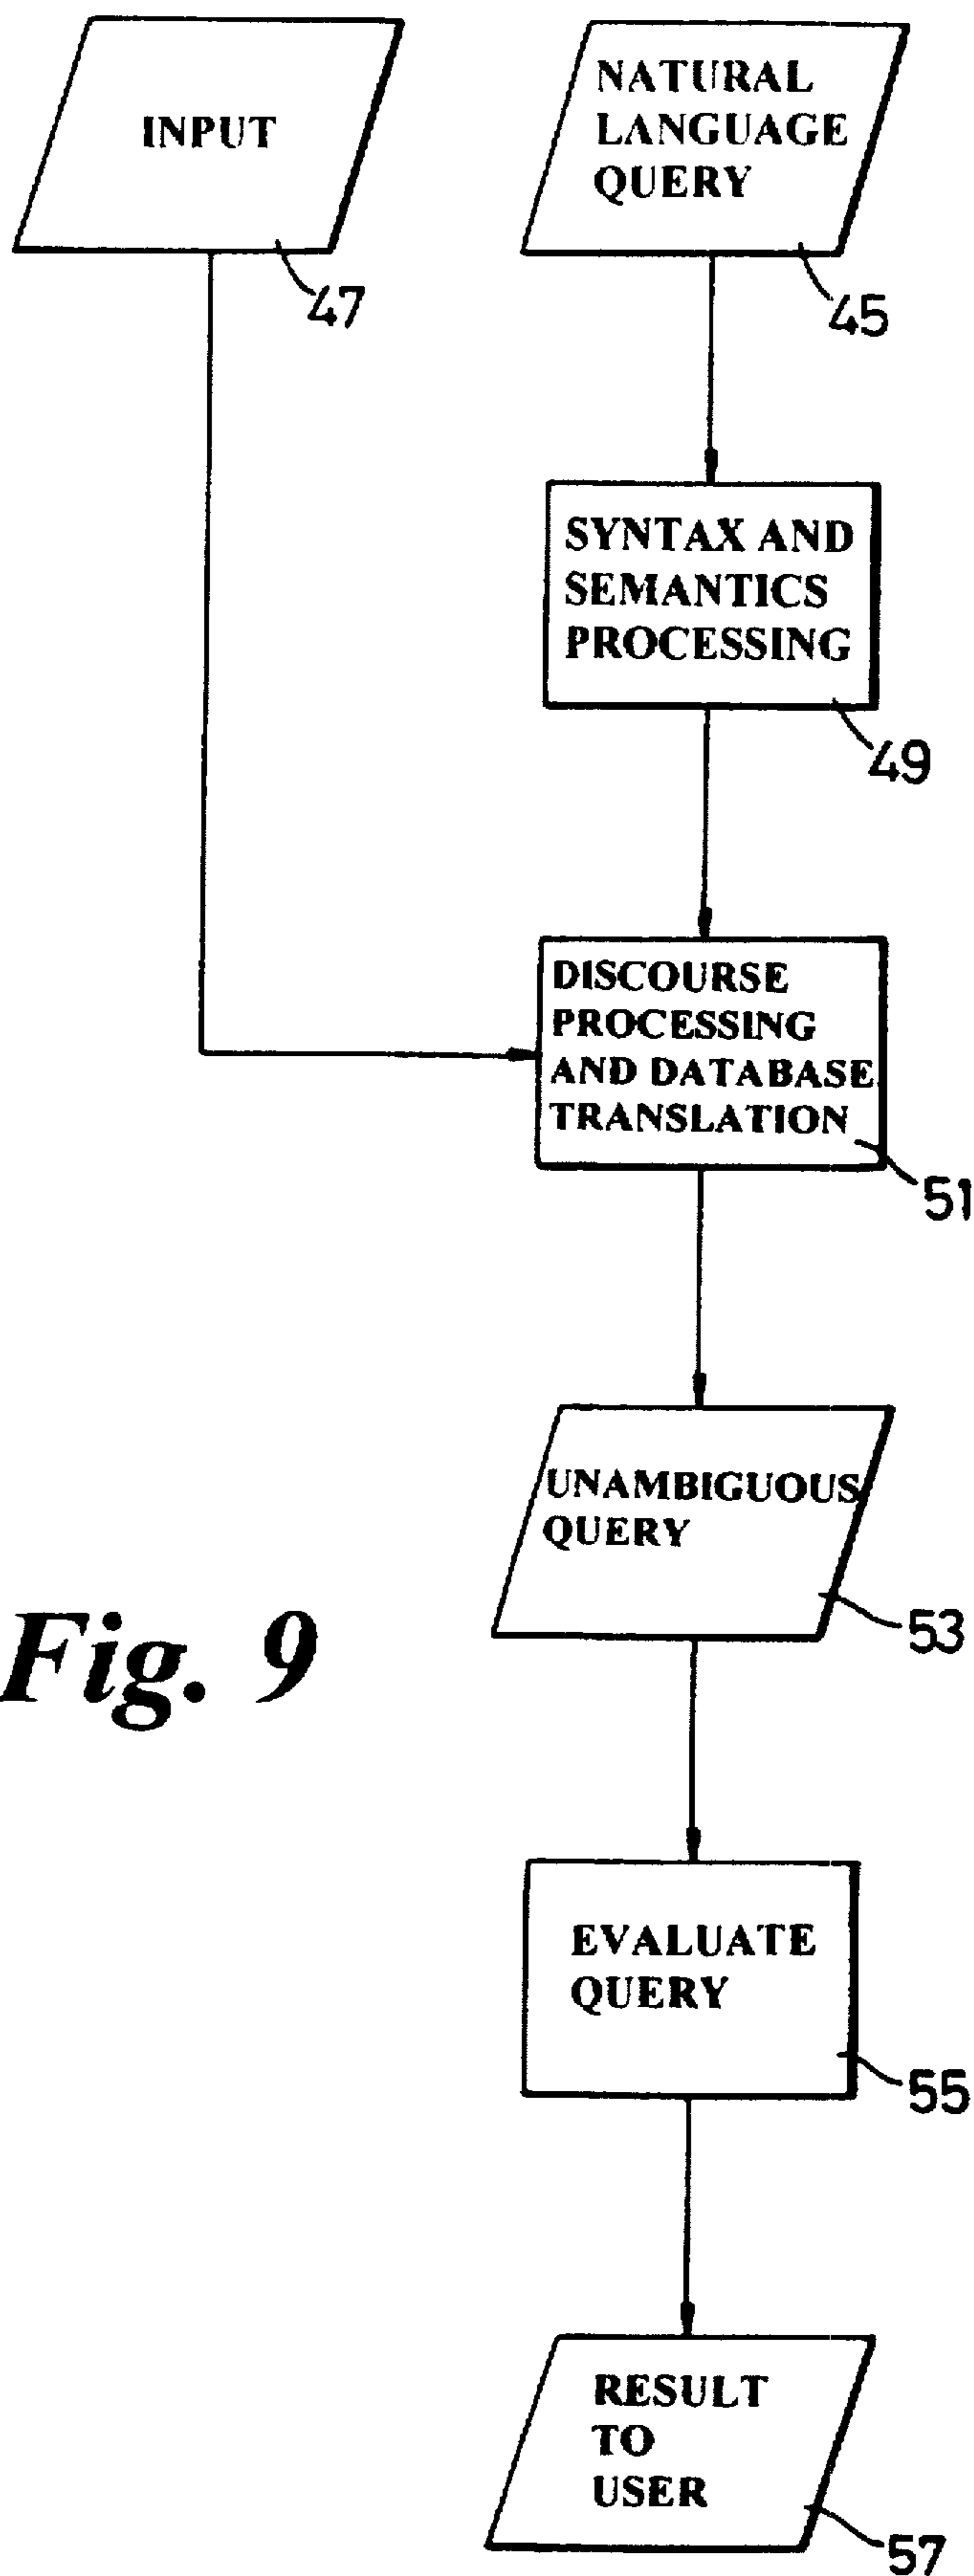 INPUT
47
NATURAL
LANGUAGE
QUERY
45
SYNTAX AND
SEMANTICS
PROCESSING
49
DISCOURSE
PROCESSING
AND DATABASE
TRANSLATION
51
UNAMBIGUOUS
QUERY
53
Fig. 9
EVALUATE
QUERY
55
RESULT
TO
USER
57